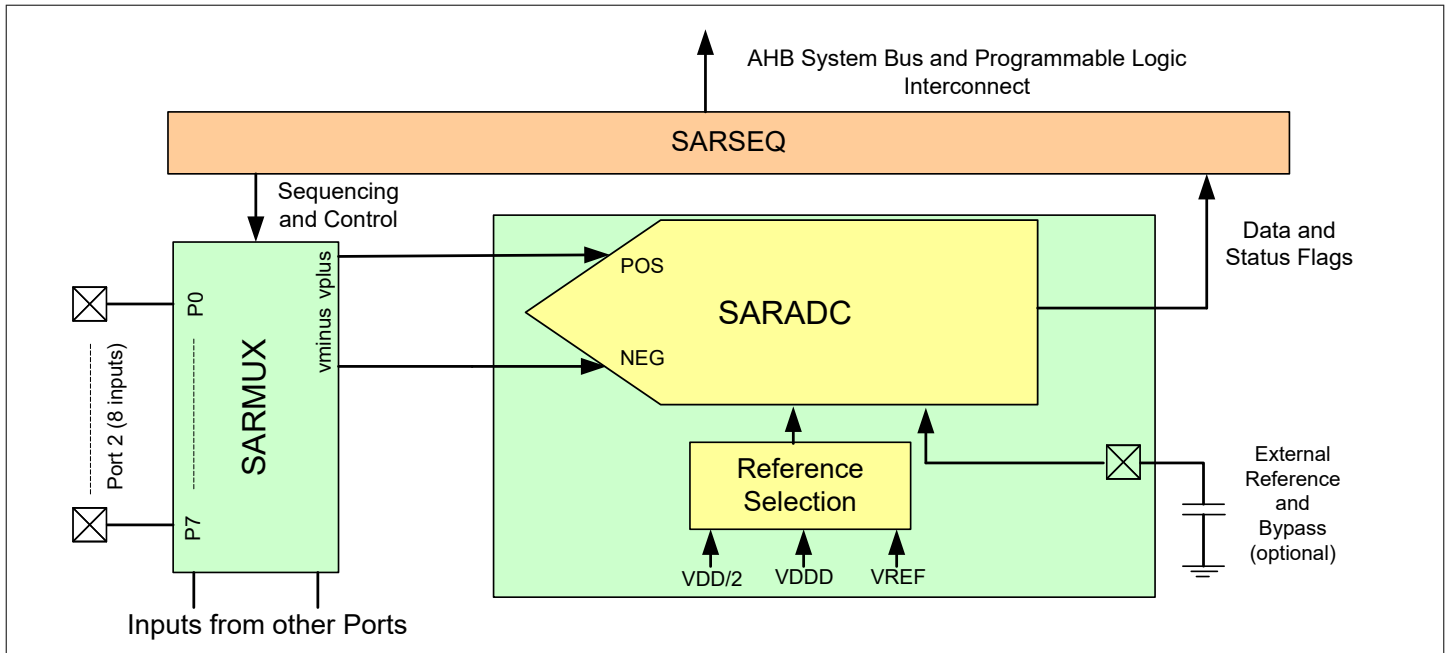 AHB System Bus and Programmable Logic
Interconnect
SARSEQ
Sequencing
and Control
Data and
Status Flags
vminus vplus
POS
P0
SARADC
SARMUX
Port 2 (8 inputs)
NEG
P7
Reference
Selection
External
Reference
and
Bypass
(optional)
VDD/2
VDDD
VREF
Inputs from other Ports